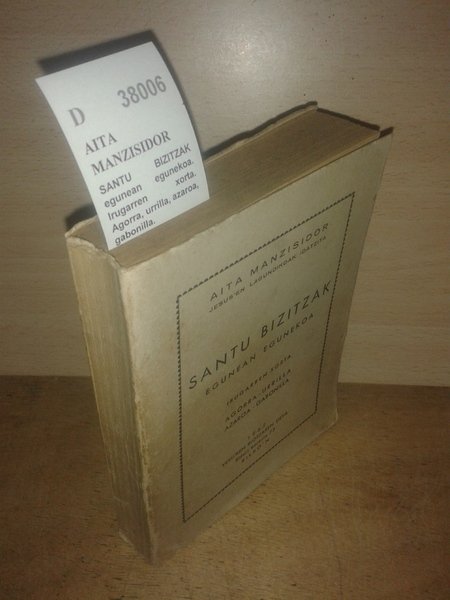 D 38006
AITA
MANZISIDOR
SANTU BIZITZAK
egunean egunekoa.
Irugarren xorta.
Agorra, urrilla, azaroa,
gabonilla.
AITA MANZISIDOR
JESUS'EN LAGUNDIKOAK IDATZITA
SANTU BIZITZAK
EGUNEAN EGUNEKOA
IRUGARREN XORTA
AGORRA URRILLA
AZAROA GABONILLA